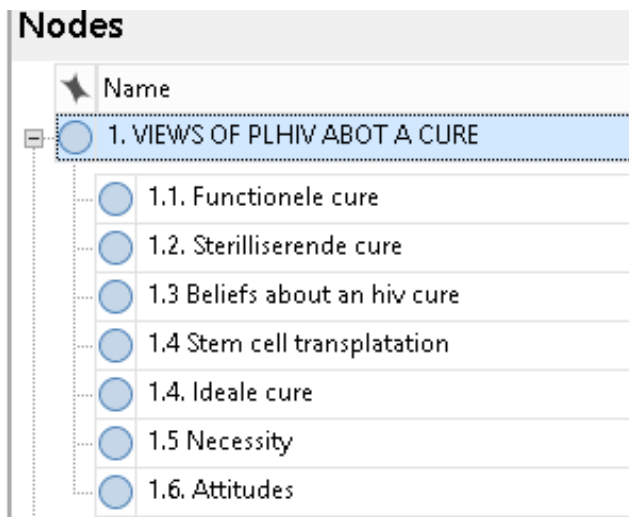 Nodes
Name
1. VIEWS OF PLHIV ABOT A CURE
1.1. Functionele cure
1.2. Sterilliserende cure
1.3 Beliefs about an hiv cure
1.4 Stem cell transplatation
1.4. Ideale cure
1.5 Necessity
1.6. Attitudes